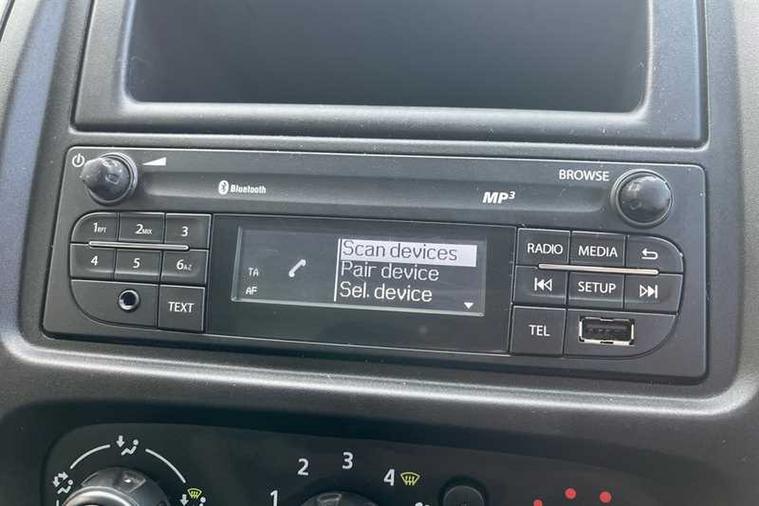 BROWSE
Bluetooth
MP3
1RPT 2MIX 3
4 5 6AZ
TEXT
Scan devices
Pair device
Sel. device
TA
AF
RADIO MEDIA
SETUP
TEL
1 2 3 4